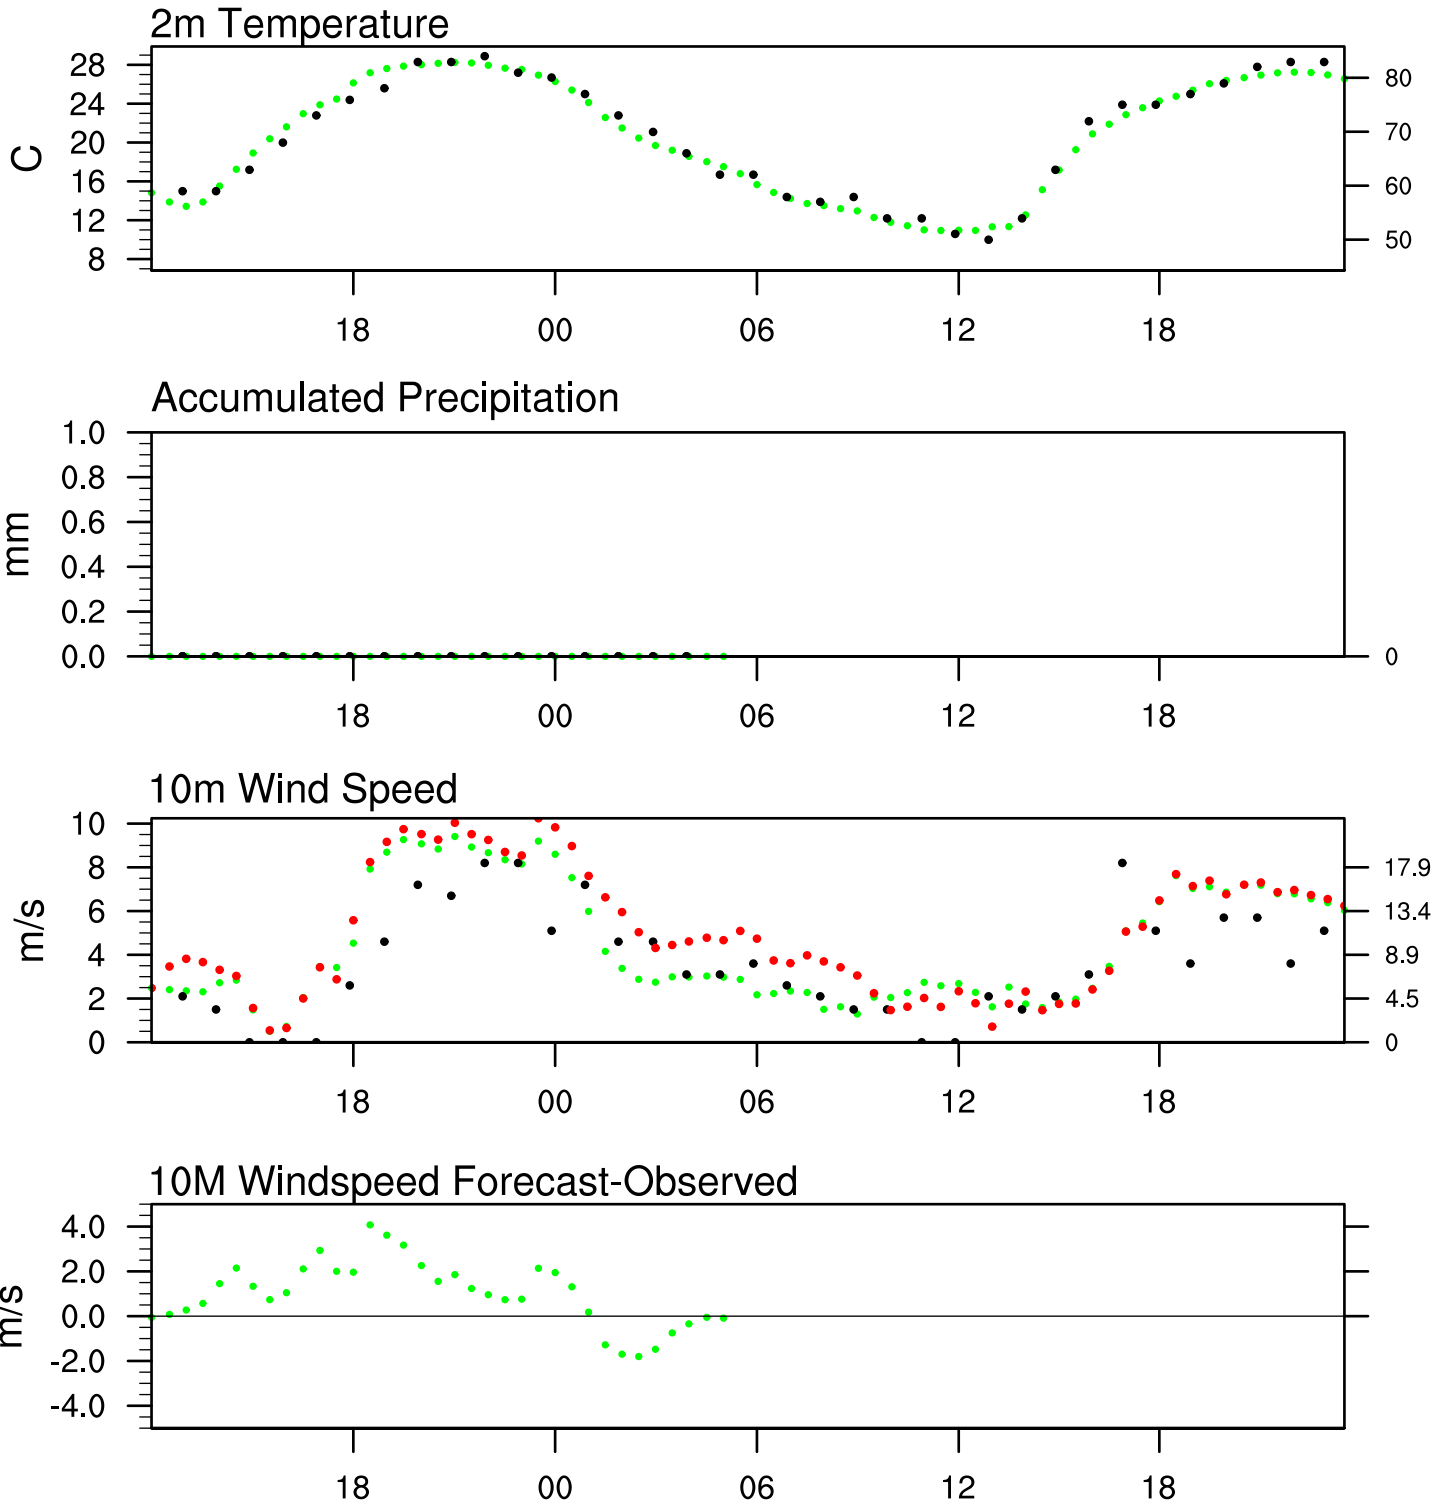 2m Temperature
28
24
20
16
12
8
C
80
70
60
50
18 00 06 12 18
Accumulated Precipitation
1.0
0.8
0.6
0.4
0.2
0.0
mm
0
18 00 06 12 18
10m Wind Speed
10
8
6
4
2
0
m/s
17.9
13.4
8.9
4.5
0
18 00 06 12 18
10M Windspeed Forecast-Observed
4.0
2.0
0.0
-2.0
-4.0
m/s
18 00 06 12 18